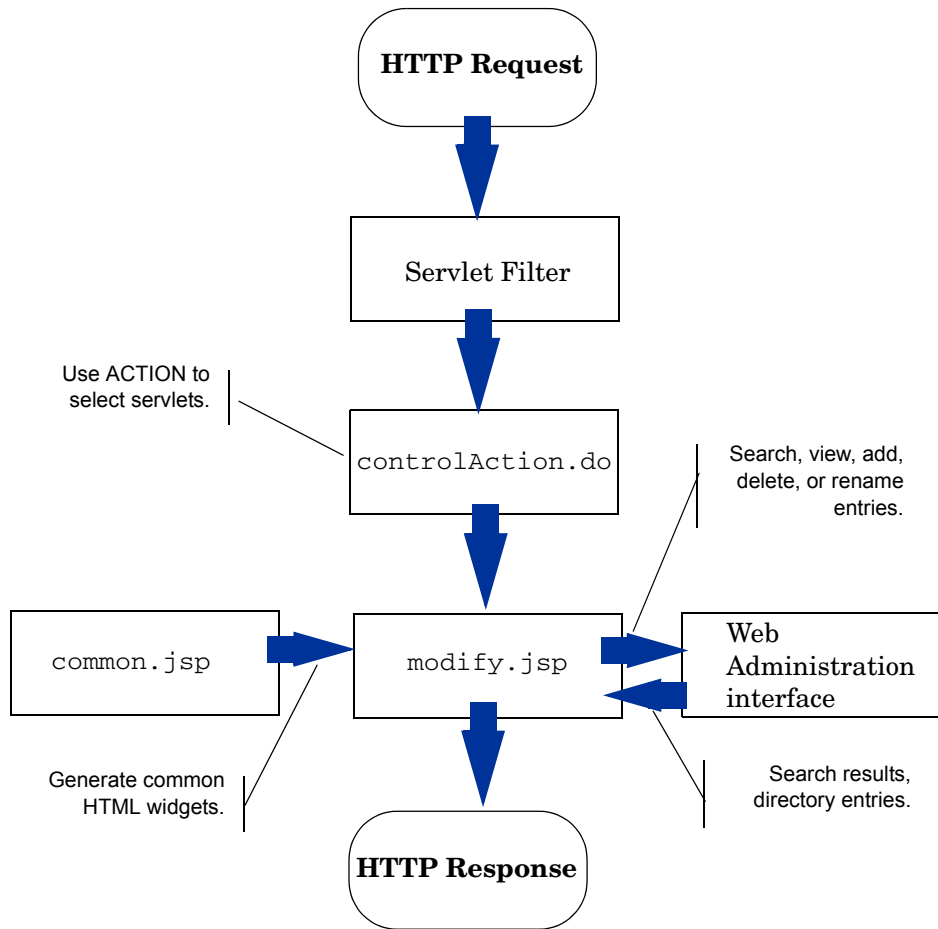 HTTP Request
Servlet Filter
Use ACTION to
select servlets.
controlAction.do
Search, view, add,
delete, or rename
entries.
common.jsp
modify.jsp
Web
Administration
interface
Generate common
HTML widgets.
Search results,
directory entries.
HTTP Response